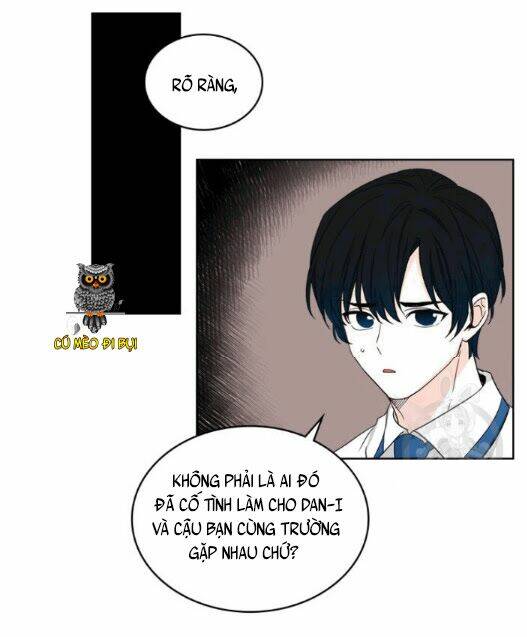 RÕ RÀNG,
CÚ MÈO ĐI BỤI
KHÔNG PHẢI LÀ AI ĐÓ
ĐÃ CỐ TÌNH LÀM CHO DAN-I
VÀ CẬU BẠN CÙNG TRƯỜNG
GẶP NHAU CHỨ?